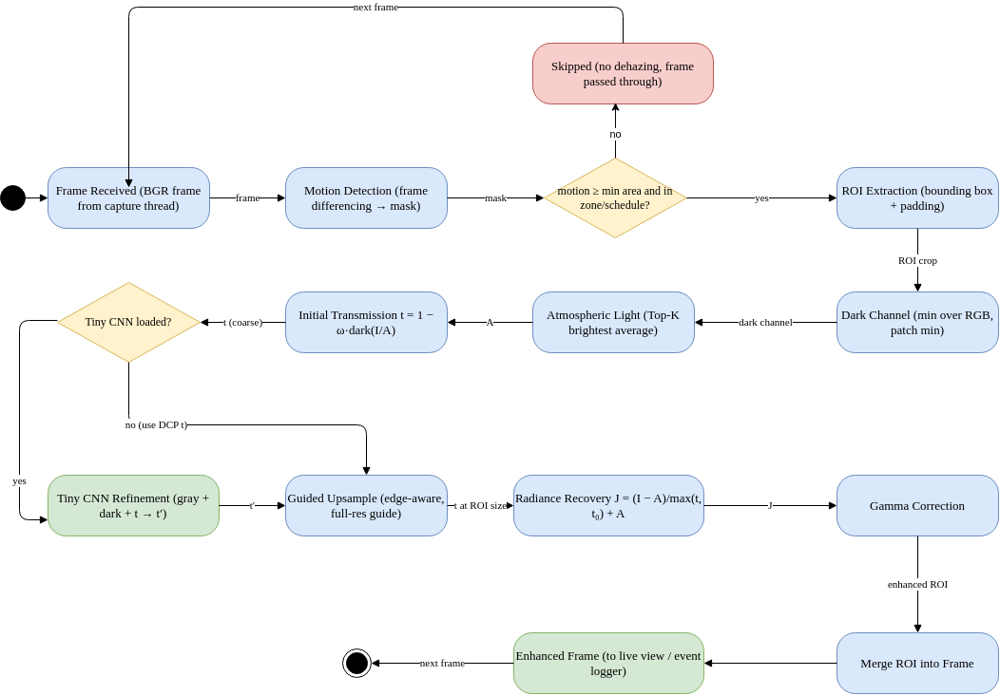 next frame
Skipped (no dehazing, frame
passed through)
no
Frame Received (BGR frame
from capture thread)
frame
Motion Detection (frame
differencing → mask)
mask
motion ≥ min area and in
zone/schedule?
yes
ROI Extraction (bounding box
+ padding)
ROI crop
Dark Channel (min over RGB,
patch min)
dark channel
Atmospheric Light (Top-K
brightest average)
A
Initial Transmission t = 1 −
ω·dark(I/A)
t (coarse)
Tiny CNN loaded?
no (use DCP t)
yes
Tiny CNN Refinement (gray +
dark + t → t′)
t′
Guided Upsample (edge-aware,
full-res guide)
t at ROI size
Radiance Recovery J = (I − A)/max(t,
t₀) + A
J
Gamma Correction
enhanced ROI
Merge ROI into Frame
Enhanced Frame (to live view / event
logger)
next frame